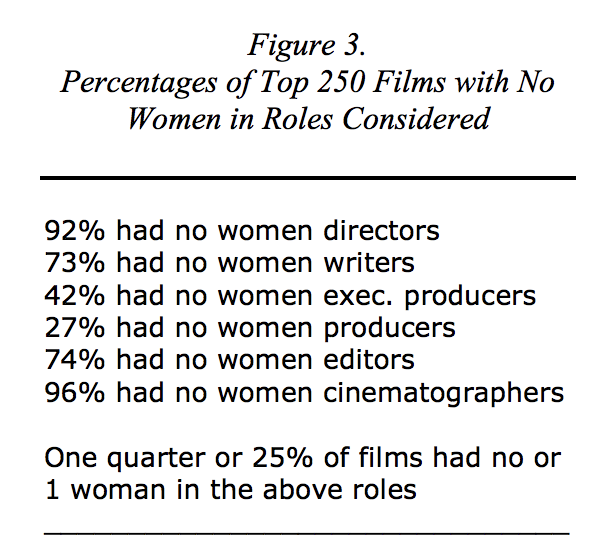 Figure 3.
Percentages of Top 250 Films with No
Women in Roles Considered
92% had no women directors
73% had no women writers
42% had no women exec. producers
27% had no women producers
74% had no women editors
96% had no women cinematographers
One quarter or 25% of films had no or
1 woman in the above roles